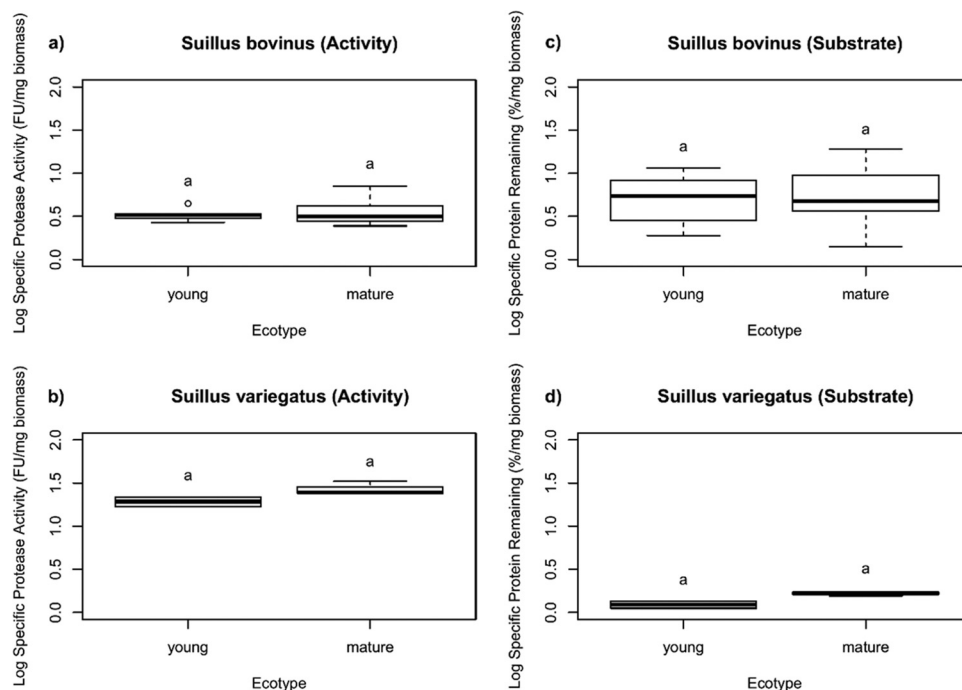 a)
Suillus bovinus (Activity)
Log Specific Protease Activity (FU/mg biomass)
2.0
1.5
1.0
0.5
0.0
a
a
young
mature
Ecotype
c)
Suillus bovinus (Substrate)
Log Specific Protein Remaining (%/mg biomass)
2.0
1.5
1.0
0.5
0.0
a
a
young
mature
Ecotype
b)
Suillus variegatus (Activity)
Log Specific Protease Activity (FU/mg biomass)
2.0
1.5
1.0
0.5
0.0
a
a
young
mature
Ecotype
d)
Suillus variegatus (Substrate)
Log Specific Protein Remaining (%/mg biomass)
2.0
1.5
1.0
0.5
0.0
a
a
young
mature
Ecotype